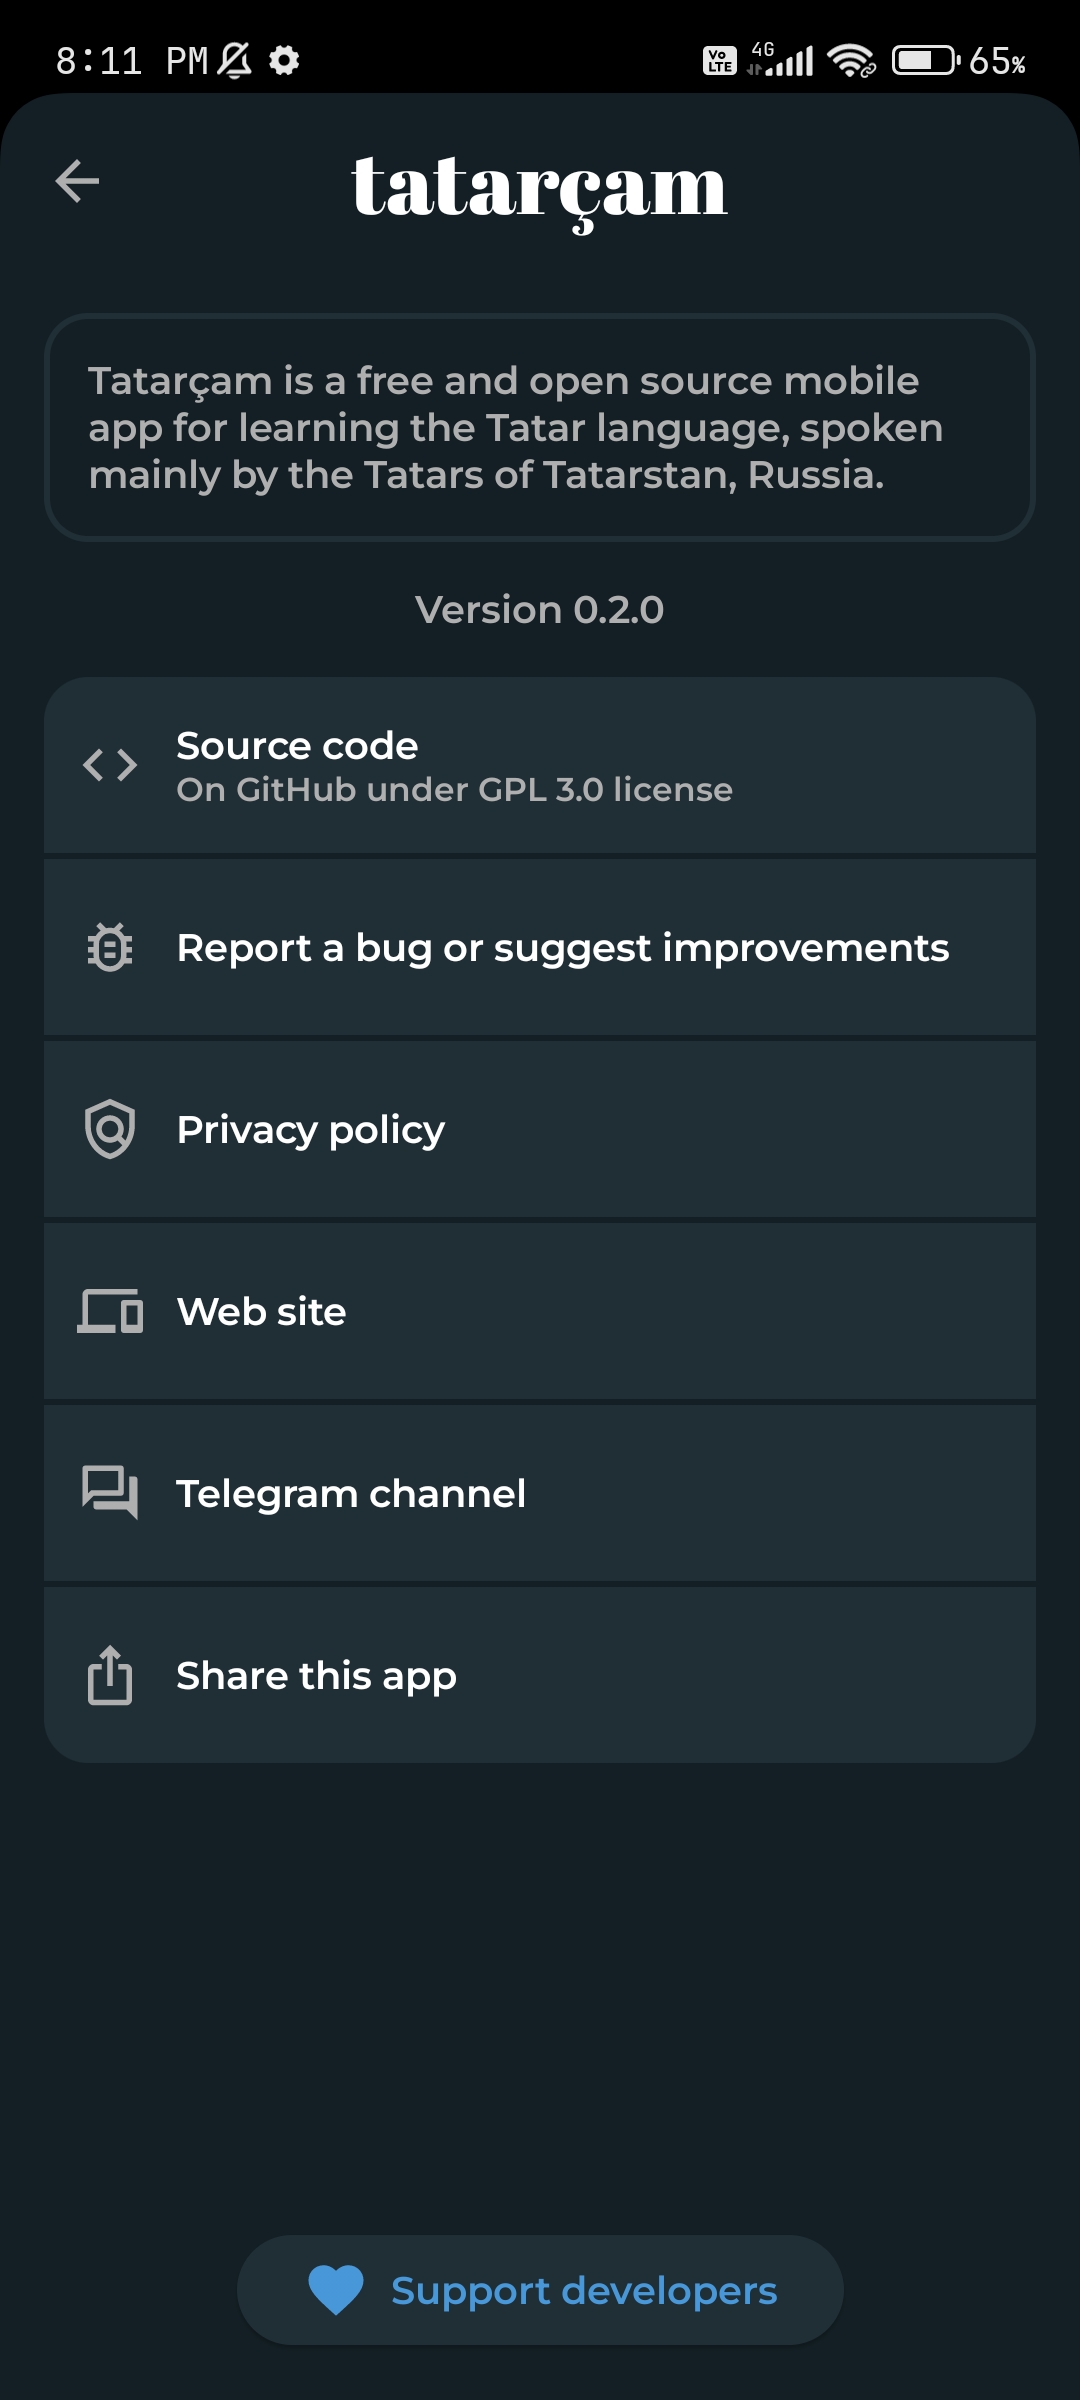 8:11 PM
Vo LTE
4G
65%
tatarçam
Tatarçam is a free and open source mobile
app for learning the Tatar language, spoken
mainly by the Tatars of Tatarstan, Russia.
Version 0.2.0
Source code
On GitHub under GPL 3.0 license
Report a bug or suggest improvements
Privacy policy
Web site
Telegram channel
Share this app
Support developers